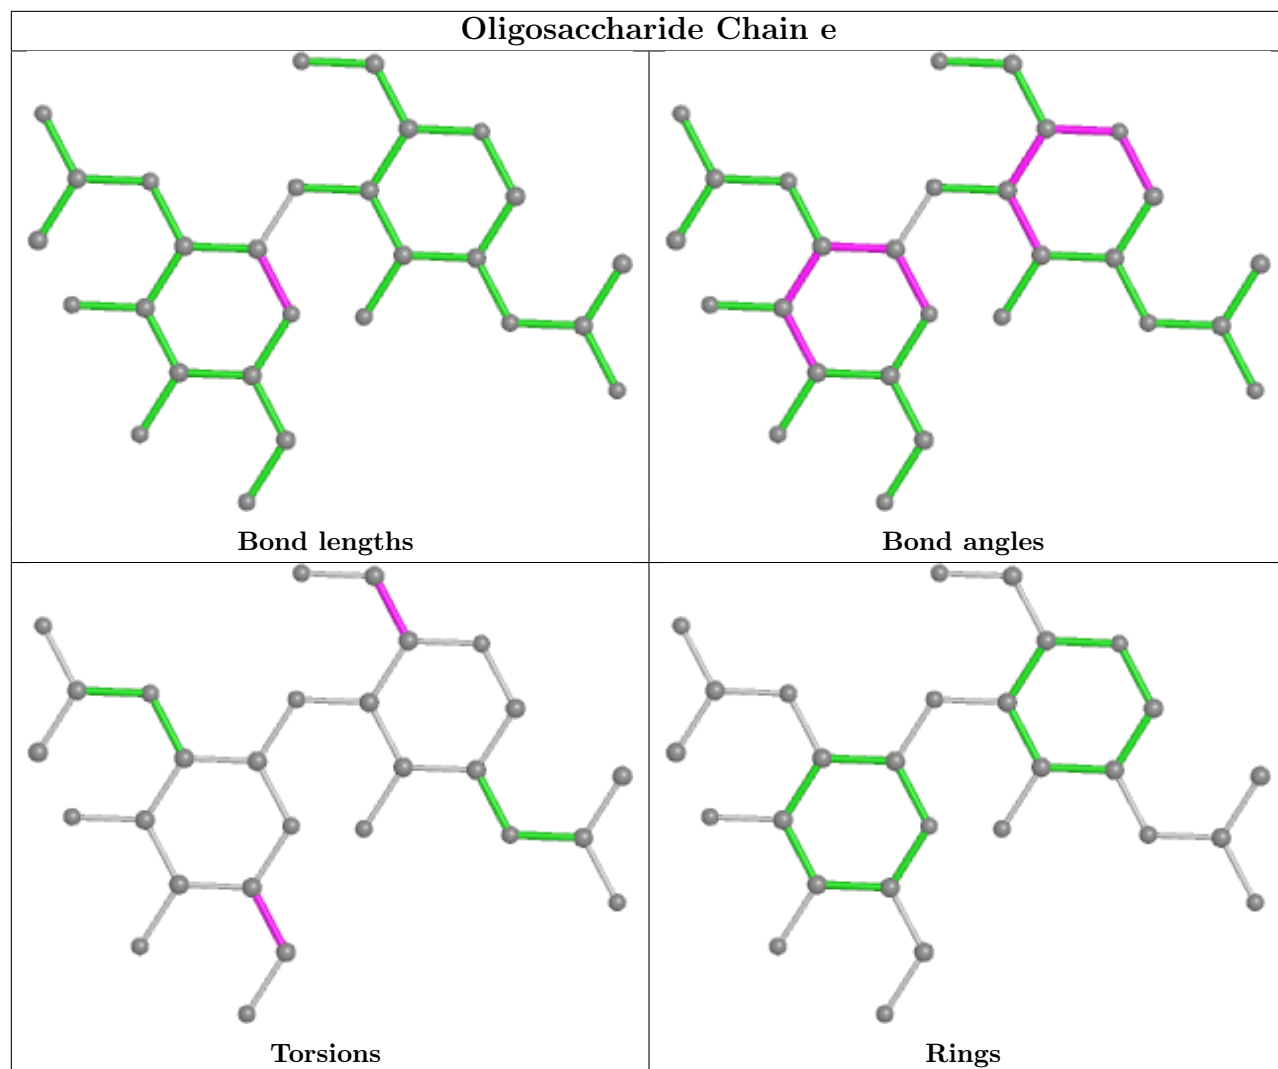 Oligosaccharide Chain e
Bond lengths
Bond angles
Torsions
Rings